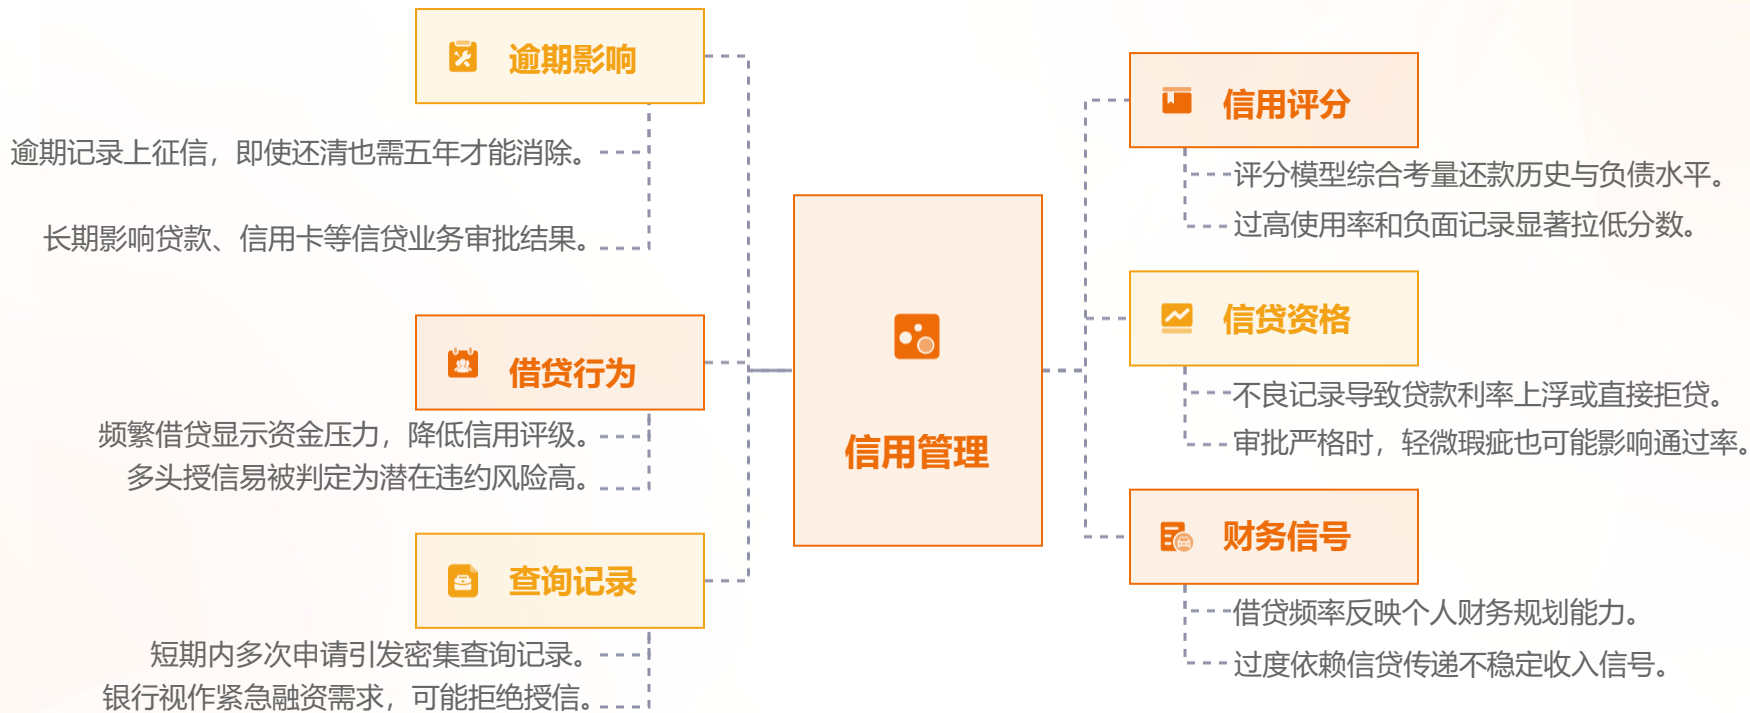 逾期影响
逾期记录上征信，即使还清也需五年才能消除。
长期影响贷款、信用卡等信贷业务审批结果。
借贷行为
频繁借贷显示资金压力，降低信用评级。
多头授信易被判定为潜在违约风险高。
查询记录
短期内多次申请引发密集查询记录。
银行视作紧急融资需求，可能拒绝授信。
信用管理
信用评分
评分模型综合考量还款历史与负债水平。
过高使用率和负面记录显著拉低分数。
信贷资格
不良记录导致贷款利率上浮或直接拒贷。
审批严格时，轻微瑕疵也可能影响通过率。
财务信号
借贷频率反映个人财务规划能力。
过度依赖信贷传递不稳定收入信号。